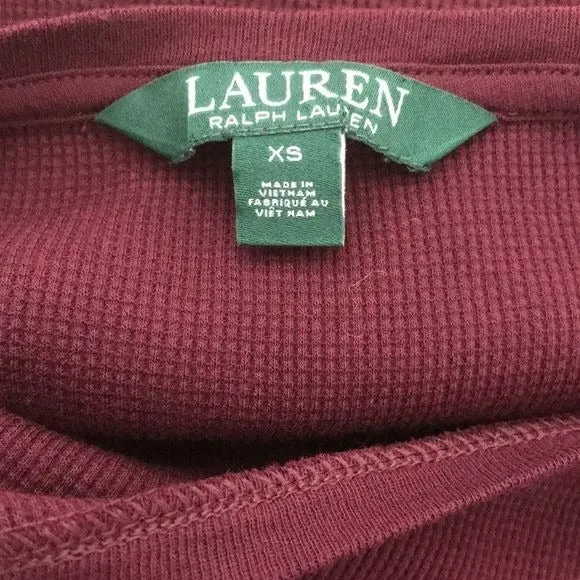 LAUREN
RALPH LAUREN
XS
MADE IN
VIETNAM
FABRIQUÉ AU
VIÊT NAM